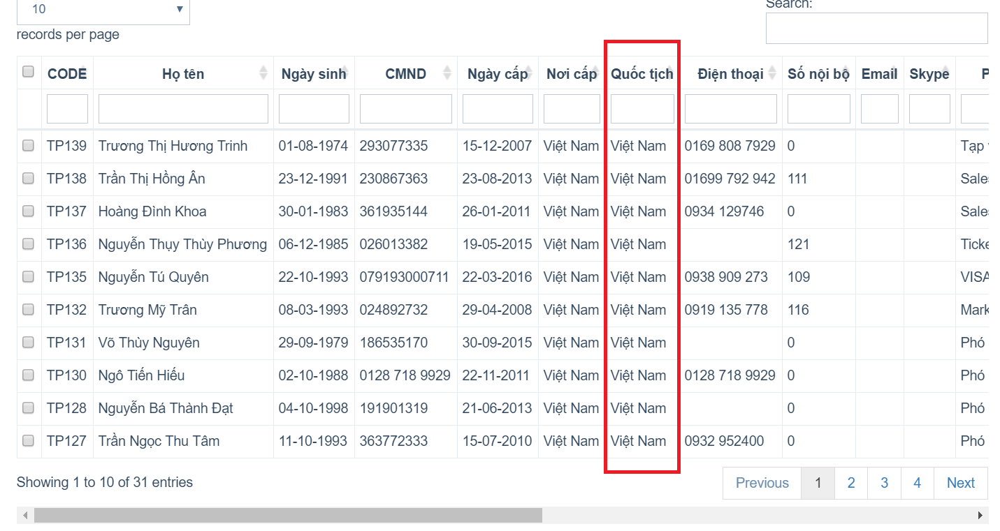 Search:
10
records per page
CODE Họ tên Ngày sinh CMND Ngày cấp Nơi cấp Quốc tịch Điện thoại Số nội bộ Email Skype P
TP139 Trương Thị Hương Trinh 01-08-1974 293077335 15-12-2007 Việt Nam Việt Nam 0169 808 7929 0 Tạp
TP138 Trần Thị Hồng Ân 23-12-1991 230867363 23-08-2013 Việt Nam Việt Nam 01699 792 942 111 Sales
TP137 Hoàng Đình Khoa 30-01-1983 361935144 26-01-2011 Việt Nam Việt Nam 0934 129746 0 Sales
TP136 Nguyễn Thụy Thùy Phương 06-12-1985 026013382 19-05-2015 Việt Nam Việt Nam 121 Ticke
TP135 Nguyễn Tú Quyên 22-10-1993 079193000711 22-03-2016 Việt Nam Việt Nam 0938 909 273 109 VISA
TP132 Trương Mỹ Trân 08-03-1993 024892732 29-04-2008 Việt Nam Việt Nam 0919 135 778 116 Mark
TP131 Võ Thùy Nguyên 29-09-1979 186535170 30-09-2015 Việt Nam Việt Nam 0 Phó
TP130 Ngô Tiến Hiếu 02-10-1988 0128 718 9929 22-11-2011 Việt Nam Việt Nam 0128 718 9929 0 Phó
TP128 Nguyễn Bá Thành Đạt 04-10-1998 191901319 21-06-2013 Việt Nam Việt Nam 0 Phó
TP127 Trần Ngọc Thu Tâm 11-10-1993 363772333 15-07-2010 Việt Nam Việt Nam 0932 952400 0 Phó
Showing 1 to 10 of 31 entries
Previous 1 2 3 4 Next